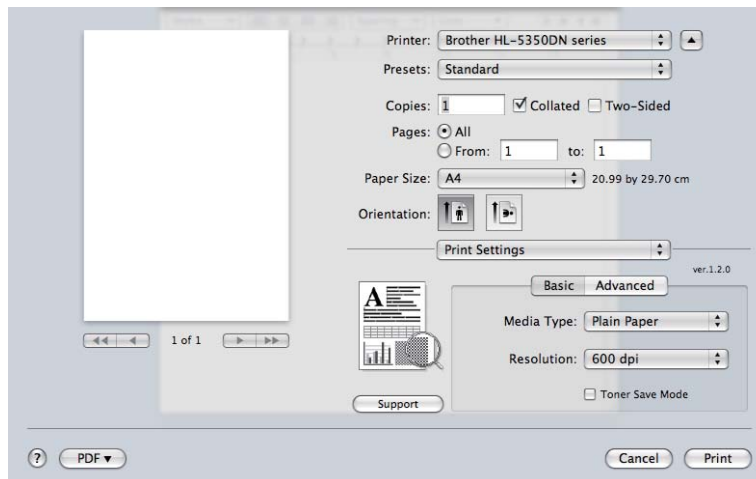 Printer: Brother HL-5350DN series
Presets: Standard
Copies: 1 Collated Two-Sided
Pages: All
From: 1 to: 1
Paper Size: A4 20.99 by 29.70 cm
Orientation:
Print Settings
ver.1.2.0
Basic Advanced
A
Media Type: Plain Paper
1 of 1
Resolution: 600 dpi
Toner Save Mode
Support
? PDF Cancel Print